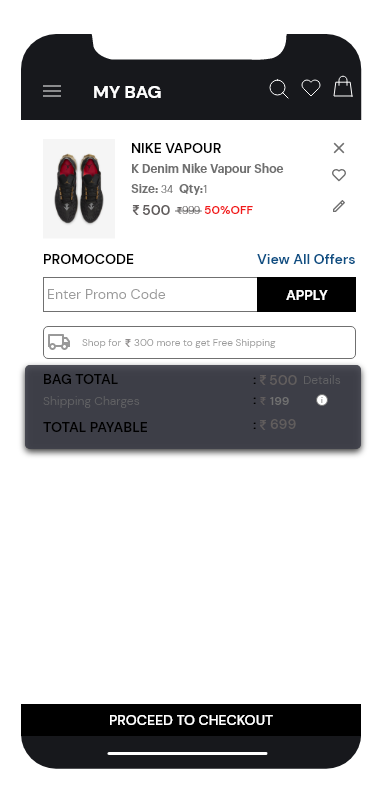 MY BAG
NIKE VAPOUR
K Denim Nike Vapour Shoe
Size: 34 Qty:1
₹ 500 ₹999 50%OFF
PROMOCODE View All Offers
Enter Promo Code APPLY
Shop for ₹ 300 more to get Free Shipping
BAG TOTAL : ₹ 500 Details
Shipping Charges : ₹ 199
TOTAL PAYABLE : ₹ 699
PROCEED TO CHECKOUT